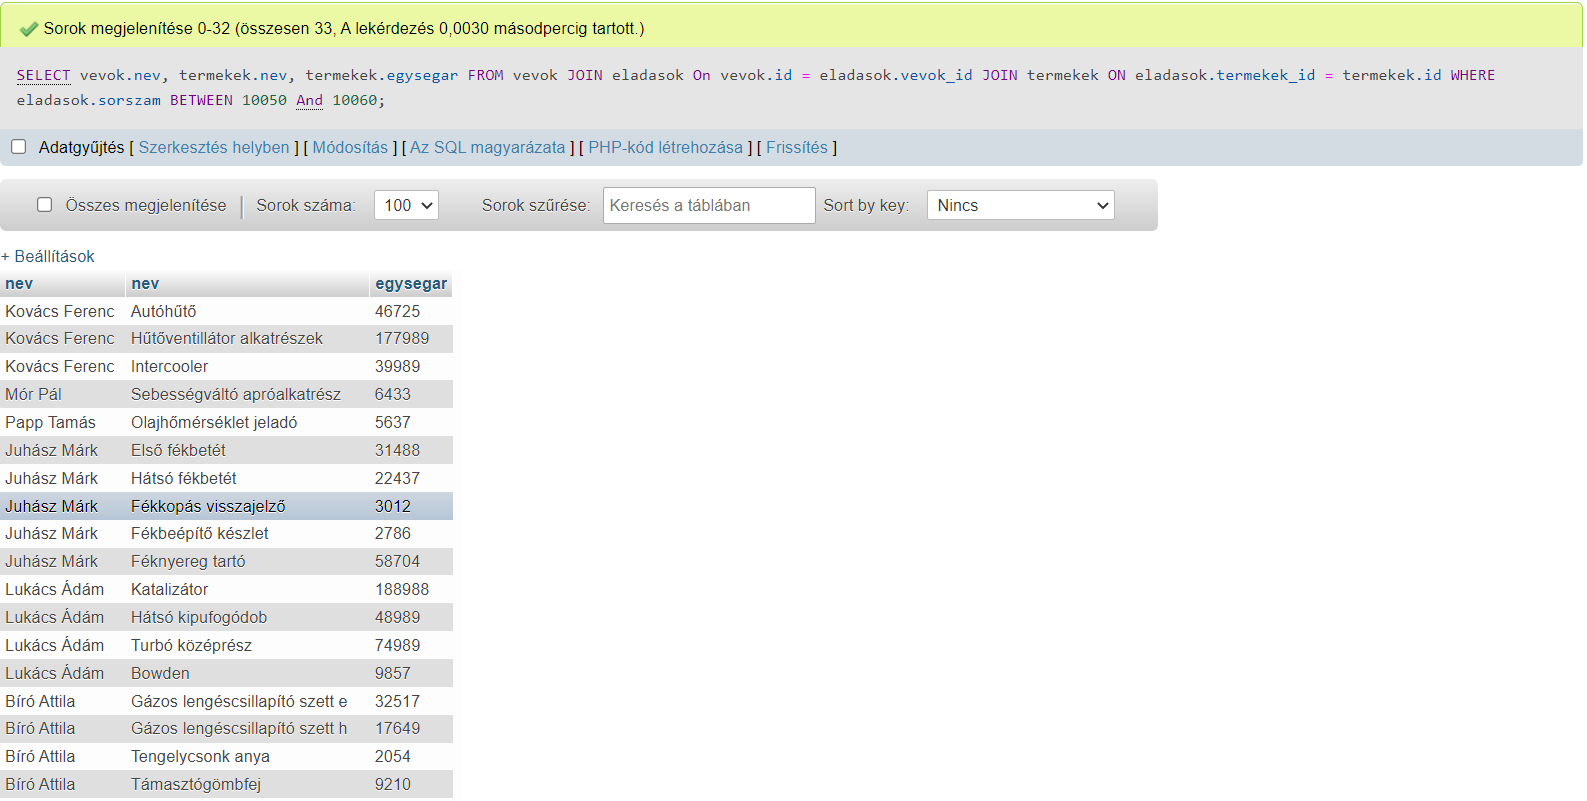 Sorok megjelenítése 0-32 (összesen 33, A lekérdezés 0,0030 másodpercig tartott.)
SELECT vevok.nev, termekek.nev, termekek.egysegar FROM vevok JOIN eladasok On vevok.id = eladasok.vevok_id JOIN termekek ON eladasok.termekek_id = termekek.id WHERE
eladasok.sorszam BETWEEN 10050 And 10060;
Adatgyűjtés [ Szerkesztés helyben ] [ Módosítás ] [ Az SQL magyarázata ] [ PHP-kód létrehozása ] [ Frissítés ]
Összes megjelenítése Sorok száma: 100 Sorok szűrése: Keresés a táblában Sort by key: Nincs
+ Beállítások
nev nev egysegar
Kovács Ferenc Autóhűtő 46725
Kovács Ferenc Hűtőventillátor alkatrészek 177989
Kovács Ferenc Intercooler 39989
Mór Pál Sebességváltó apróalkatrész 6433
Papp Tamás Olajhőmérséklet jeladó 5637
Juhász Márk Első fékbetét 31488
Juhász Márk Hátsó fékbetét 22437
Juhász Márk Fékkopás visszajelző 3012
Juhász Márk Fékbeépítő készlet 2786
Juhász Márk Féknyereg tartó 58704
Lukács Ádám Katalizátor 188988
Lukács Ádám Hátsó kipufogódob 48989
Lukács Ádám Turbó középrész 74989
Lukács Ádám Bowden 9857
Bíró Attila Gázos lengéscsillapító szett e 32517
Bíró Attila Gázos lengéscsillapító szett h 17649
Bíró Attila Tengelycsonk anya 2054
Bíró Attila Támasztógömbfej 9210